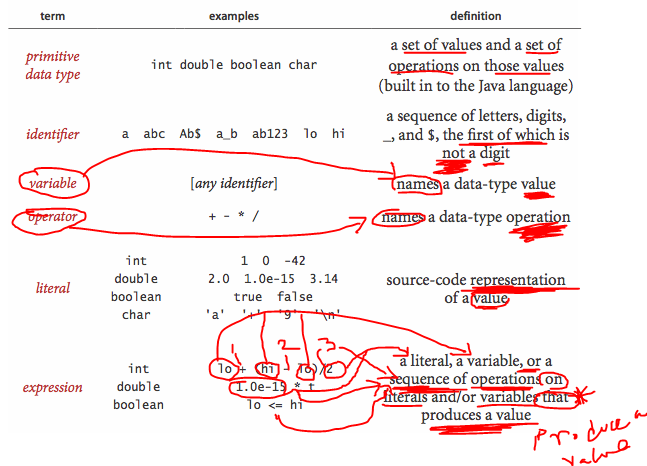 term examples definition
a set of values and a set of
primitive int double boolean char operations on those values
data type (built in to the Java language)
a sequence of letters, digits,
identifier a abc Ab$ a_b ab123 lo hi _, and $, the first of which is
not a digit
variable [any identifier] names a data-type value
operator + - * / names a data-type operation
int 1 0 -42
double 2.0 1.0e-15 3.14 source-code representation
literal boolean true false of a value
char 'a' '+' '9' '\n'
1 2 3
int lo + (hi - lo)/2 a literal, a variable, or a
expression double 1.0e-15 * t sequence of operations on
boolean lo <= hi literals and/or variables that
produces a value
produce a
value